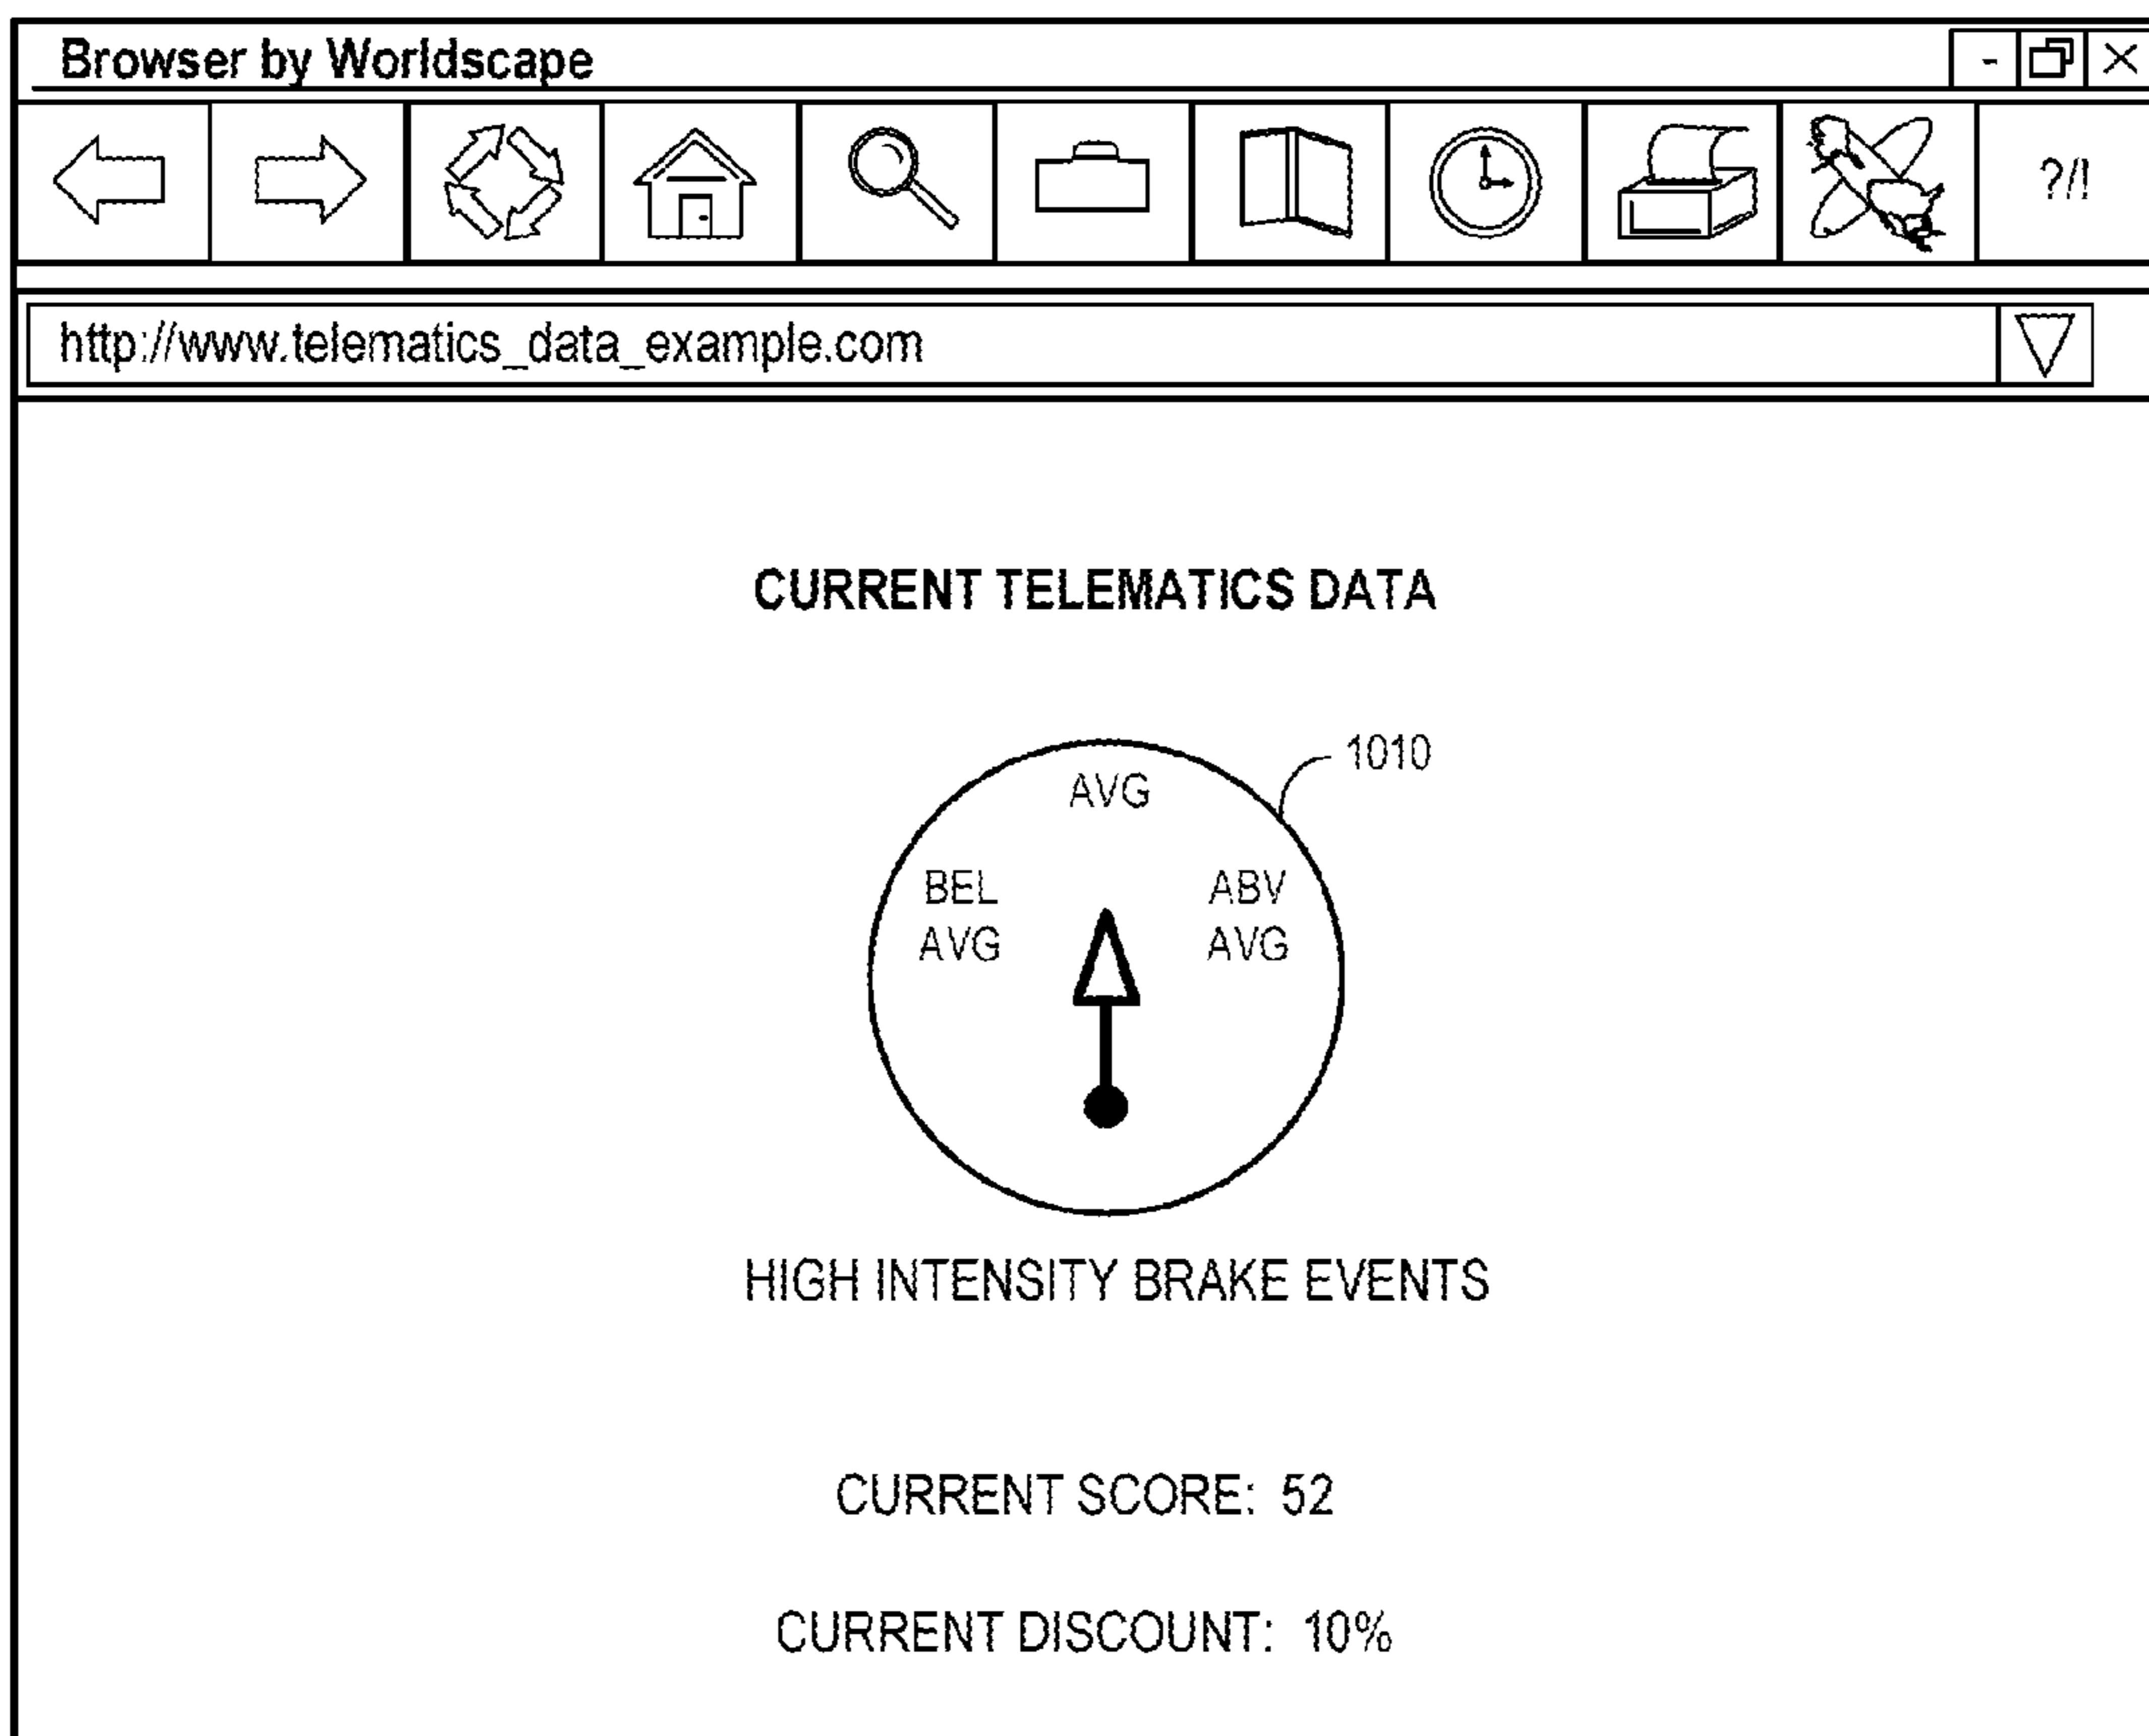 Browser by Worldscape
-
?/!
http://www.telematics_data_example.com
CURRENT TELEMATICS DATA
1010
AVG
BEL
AVG
ABV
AVG
HIGH INTENSITY BRAKE EVENTS
CURRENT SCORE: 52
CURRENT DISCOUNT: 10%